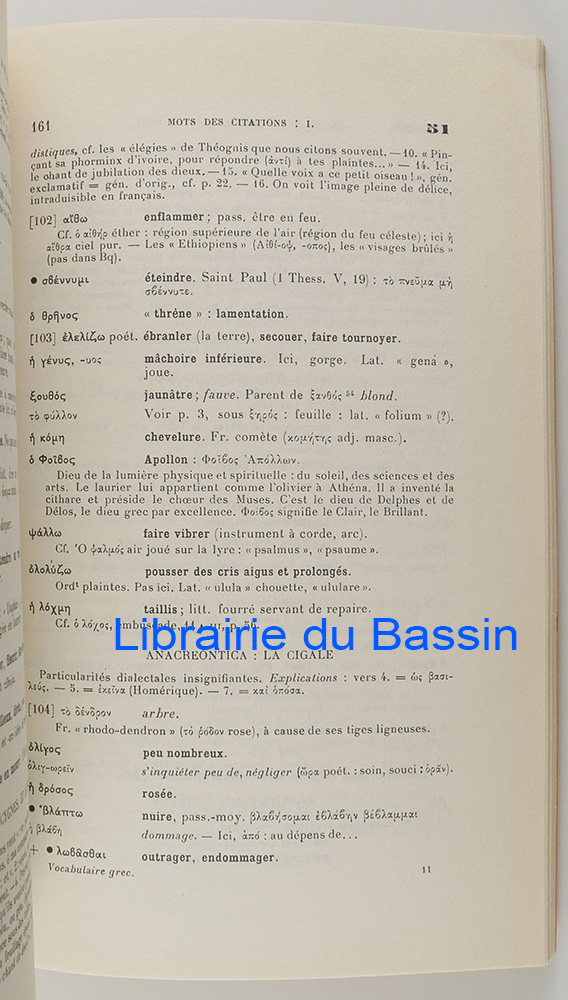 161 MOTS DES CITATIONS : I. 51
distiques, cf. les « élégies » de Théognis que nous citons souvent. — 10. « Pin-
çant sa phorminx d'ivoire, pour répondre (ἀντί) à tes plaintes... » — 14. Ici,
le chant de jubilation des dieux. — 15. « Quelle voix a ce petit oiseau ! », gén.
exclamatif = gén. d'orig., cf. p. 22. — 16. On voit l'image pleine de délice,
intraduisible en français.
[102] αἴθω enflammer ; pass. être en feu.
Cf. ὁ αἰθήρ éther : région supérieure de l'air (région du feu céleste) ; ici ἡ
αἴθρα ciel pur. — Les « Ethiopiens » (Αἰθί-οψ, -οπος), les « visages brûlés »
(pas dans Bq).
• σβέννυμι éteindre. Saint Paul (1 Thess. V, 19) : τὸ πνεῦμα μὴ
σβέννυτε.
ὁ θρῆνος « thrène » : lamentation.
[103] ἐλελίζω poét. ébranler (la terre), secouer, faire tournoyer.
ἡ γένυς, -υος mâchoire inférieure. Ici, gorge. Lat. « gena »,
joue.
ξουθός jaunâtre ; fauve. Parent de ξανθός 54 blond.
τὸ φύλλον Voir p. 3, sous ξηρός : feuille : lat. « folium » (?).
ἡ κόμη chevelure. Fr. comète (κομήτης adj. masc.).
ὁ Φοῖβος Apollon : Φοῖβος Ἀπόλλων.
Dieu de la lumière physique et spirituelle : du soleil, des sciences et des
arts. Le laurier lui appartient comme l'olivier à Athéna. Il a inventé la
cithare et préside le chœur des Muses. C'est le dieu de Delphes et de
Délos, le dieu grec par excellence. Φοῖβος signifie le Clair, le Brillant.
ψάλλω faire vibrer (instrument à corde, arc).
Cf. Ὁ ψαλμός air joué sur la lyre : « psalmus », « psaume ».
ὀλολύζω pousser des cris aigus et prolongés.
Ordt plaintes. Pas ici. Lat. « ulula » chouette, « ululare ».
ἡ λόχμη taillis ; litt. fourré servant de repaire.
Cf. ὁ λόχος, embuscade, 44 A III, p. 56.
Librairie du Bassin
ANACREONTICA : LA CIGALE
Particularités dialectales insignifiantes. Explications : vers 4. = ὡς βασι-
λεύς. — 5. = ἐκεῖνα (Homérique). — 7. = καὶ ὁπόσα.
[104] τὸ δένδρον arbre.
Fr. « rhodo-dendron » (τὸ ῥόδον rose), à cause de ses tiges ligneuses.
ὀλίγος peu nombreux.
ὀλιγ-ωρεῖν s'inquiéter peu de, négliger (ὤρα poét. : soin, souci : ὁρᾶν).
ἡ δρόσος rosée.
• βλάπτω nuire, pass.-moy. βλαβήσομαι ἐβλάβην βέβλαμμαι
ἡ βλάβη dommage. — Ici, ἀπό : au dépens de...
+ • λωβᾶσθαι outrager, endommager.
Vocabulaire grec. 11